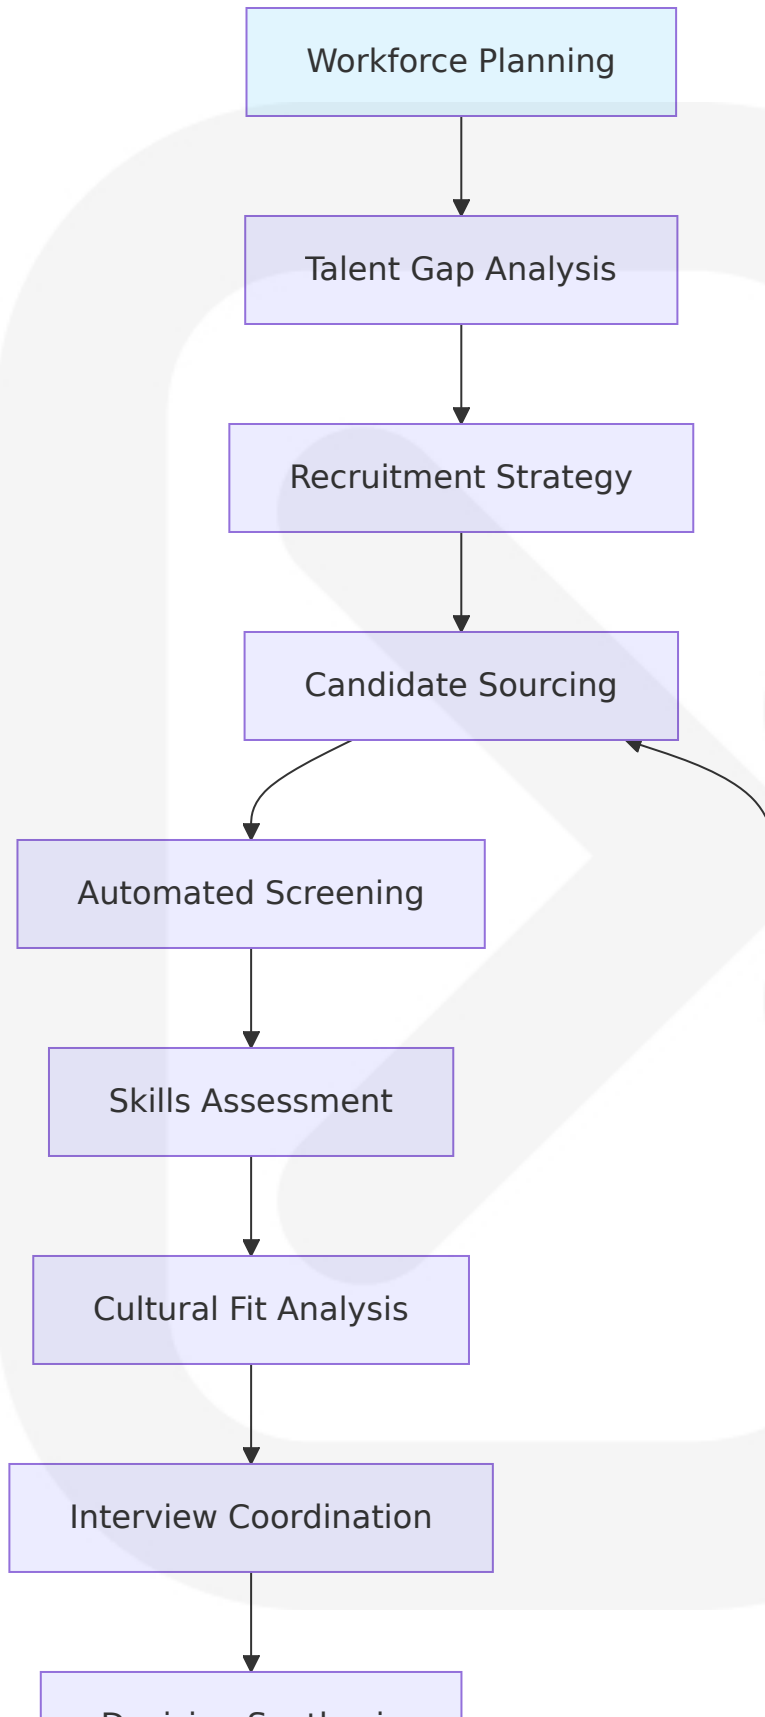 Workforce Planning
Talent Gap Analysis
Recruitment Strategy
Candidate Sourcing
Automated Screening
Skills Assessment
Cultural Fit Analysis
Interview Coordination